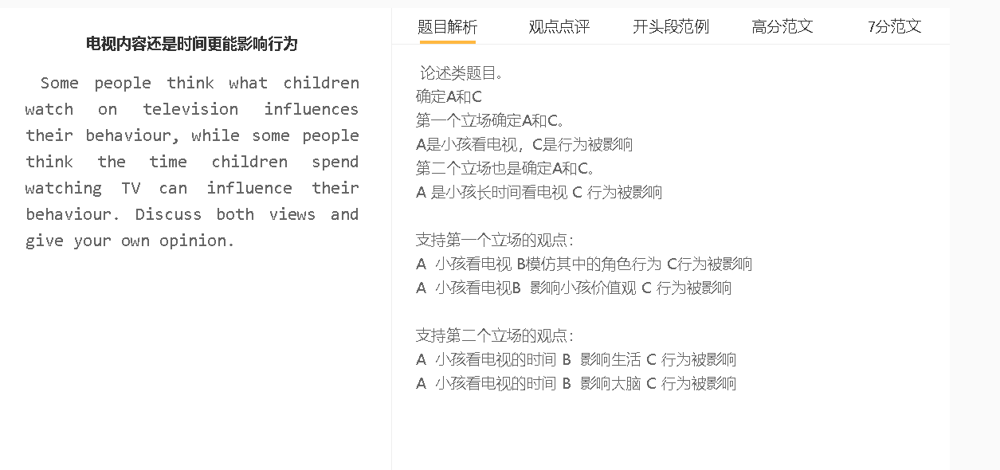 电视内容还是时间更能影响行为
Some people think what children
watch on television influences
their behaviour, while some people
think the time children spend
watching TV can influence their
behaviour. Discuss both views and
give your own opinion.
题目解析 观点点评 开头段范例 高分范文 7分范文
论述类题目。
确定A和C
第一个立场确定A和C。
A是小孩看电视，C是行为被影响
第二个立场也是确定A和C。
A 是小孩长时间看电视 C 行为被影响
支持第一个立场的观点：
A 小孩看电视 B模仿其中的角色行为 C行为被影响
A 小孩看电视B 影响小孩价值观 C 行为被影响
支持第二个立场的观点：
A 小孩看电视的时间 B 影响生活 C 行为被影响
A 小孩看电视的时间 B 影响大脑 C 行为被影响